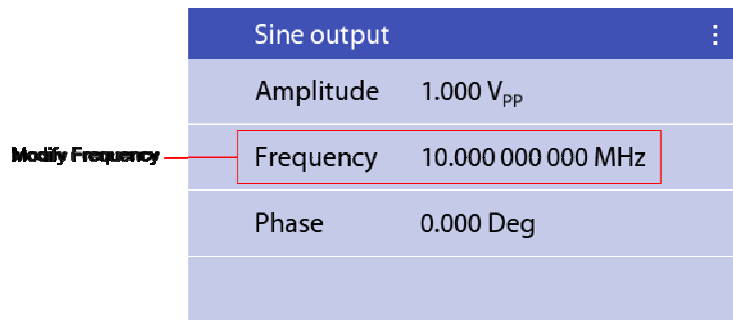 Sine output
Amplitude 1.000 VPP
Modify Frequency
Frequency 10.000 000 000 MHz
Phase 0.000 Deg